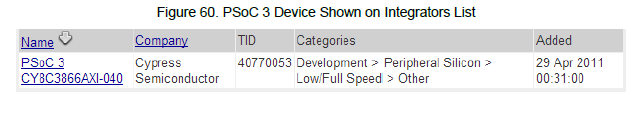 Figure 60. PSoC 3 Device Shown on Integrators List
Name Company TID Categories Added
PSoC 3 Cypress 40770053 Development > Peripheral Silicon > 29 Apr 2011
CY8C3866AXI-040 Semiconductor Low/Full Speed > Other 00:31:00